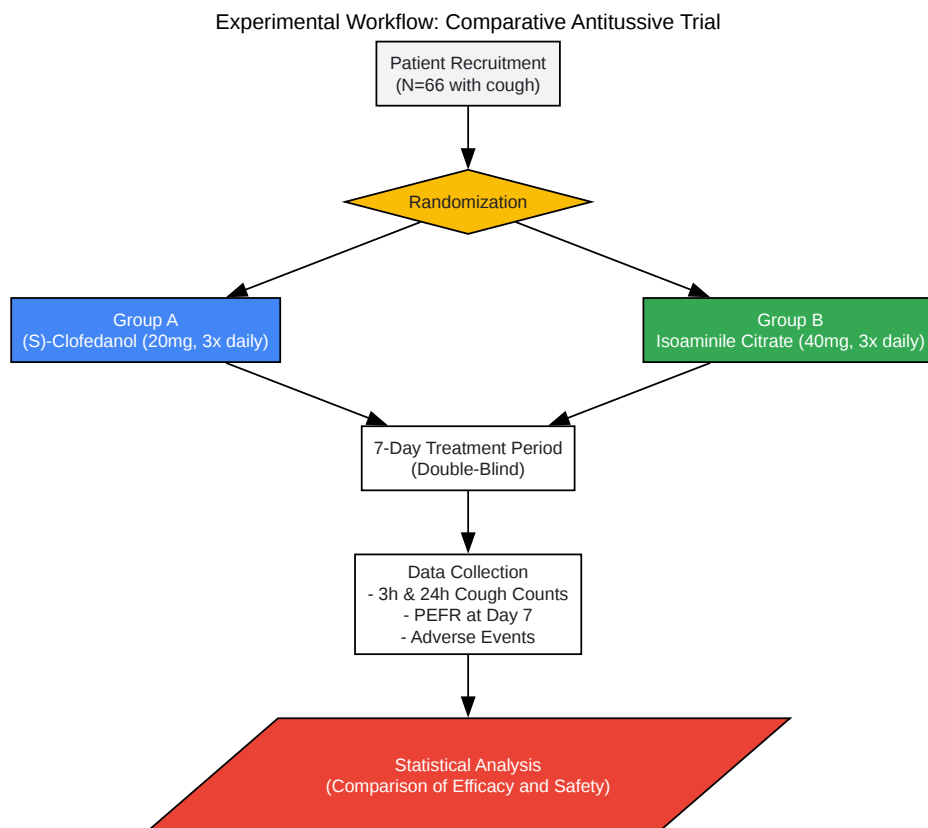 Experimental Workflow: Comparative Antitussive Trial
Patient Recruitment
(N=66 with cough)
Randomization
Group A
(S)-Clofedanol (20mg, 3x daily)
Group B
Isoaminile Citrate (40mg, 3x daily)
7-Day Treatment Period
(Double-Blind)
Data Collection
- 3h & 24h Cough Counts
- PEFR at Day 7
- Adverse Events
Statistical Analysis
(Comparison of Efficacy and Safety)